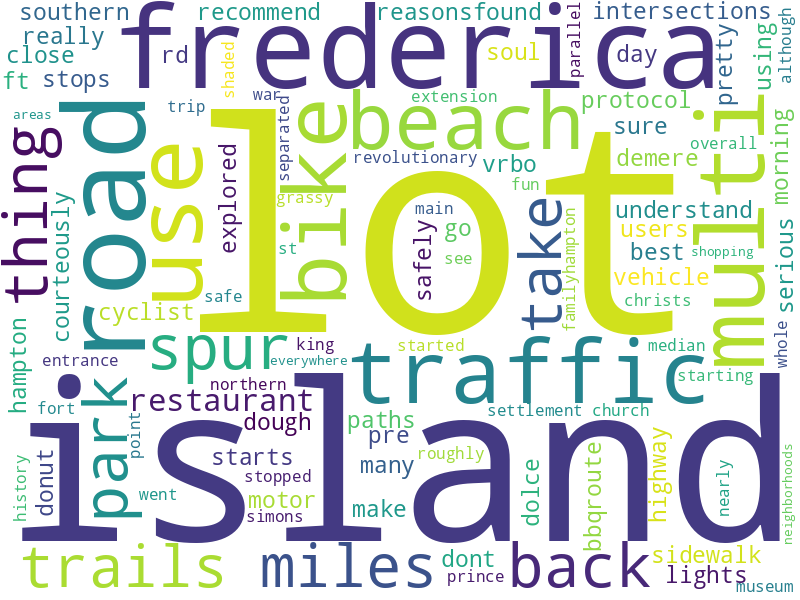 southern
recommend
reasonsfound
intersections
frederica
really
close
ft
stops
rd
shaded
soul
parallel
day
pretty
using
although
areas
trip
war
extension
beach
protocol
multi
morning
thing
road
use
lot
bike
separated
revolutionary
vrbo
sure
overall
demere
explored
grassy
fun
main
take
understand
users
courteously
st
safely
go
see
familyhampton
best
shopping
serious
cyclist
safe
vehicle
christs
hampton
spur
king
started
traffic
median
whole
entrance
everywhere
starting
northern
park
restaurant
island
fort
point
dough
paths
settlement church
pre
roughly
starts
many
highway
nearly
neighborhoods
history
donut
went
stopped
motor
simons
make
dolce
bbqroute
trails
miles
dont
prince
back
sidewalk
lights
museum